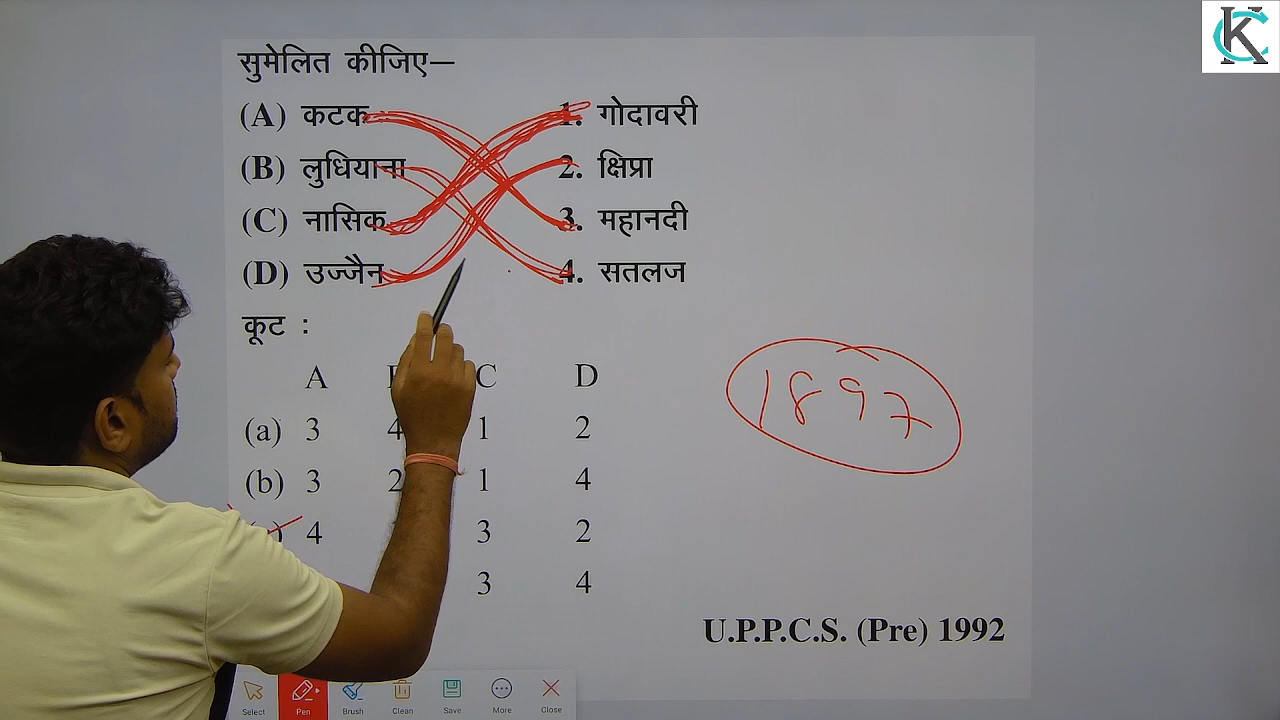 सुमेलित कीजिए—
(A) कटक 1. गोदावरी
(B) लुधियाना 2. क्षिप्रा
(C) नासिक 3. महानदी
(D) उज्जैन 4. सतलज
कूट :
A C D
(a) 3 4 1 2
(b) 3 2 1 4
4 3 2
3 4
1897
U.P.P.C.S. (Pre) 1992
Select Pen Brush Clean Save More Close
KC